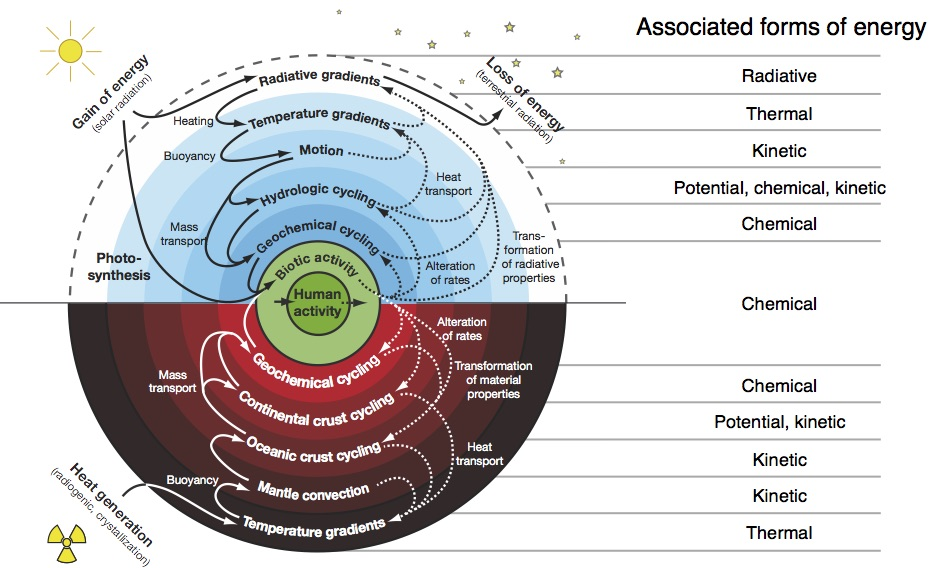 Associated forms of energy
Gain of energy
(solar radiation)
Loss of energy
(terrestrial radiation)
Radiative gradients
Radiative
Heating
Temperature gradients
Thermal
Buoyancy
Motion
Kinetic
Heat
transport
Hydrologic cycling
Potential, chemical, kinetic
Mass
transport
Geochemical cycling
Chemical
Trans-
formation
of radiative
properties
Photo-
synthesis
Biotic activity
Alteration
of rates
Human
activity
Chemical
Alteration
of rates
Geochemical cycling
Transformation
of material
properties
Mass
transport
Chemical
Continental crust cycling
Potential, kinetic
Oceanic crust cycling
Heat
transport
Kinetic
Buoyancy
Mantle convection
Kinetic
Heat generation
(radiogenic, crystallization)
Temperature gradients
Thermal